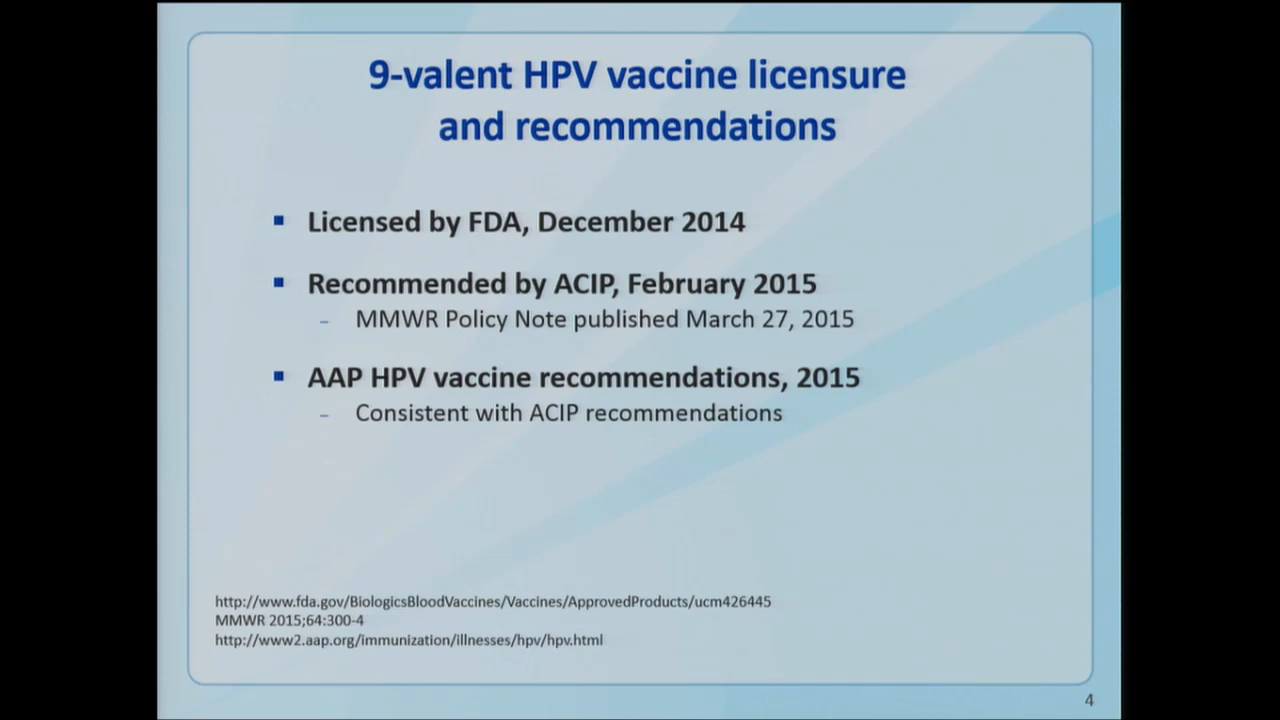 9-valent HPV vaccine licensure
and recommendations
▪ Licensed by FDA, December 2014
▪ Recommended by ACIP, February 2015
- MMWR Policy Note published March 27, 2015
▪ AAP HPV vaccine recommendations, 2015
- Consistent with ACIP recommendations
http://www.fda.gov/BiologicsBloodVaccines/Vaccines/ApprovedProducts/ucm426445
MMWR 2015;64:300-4
http://www2.aap.org/immunization/illnesses/hpv/hpv.html
4